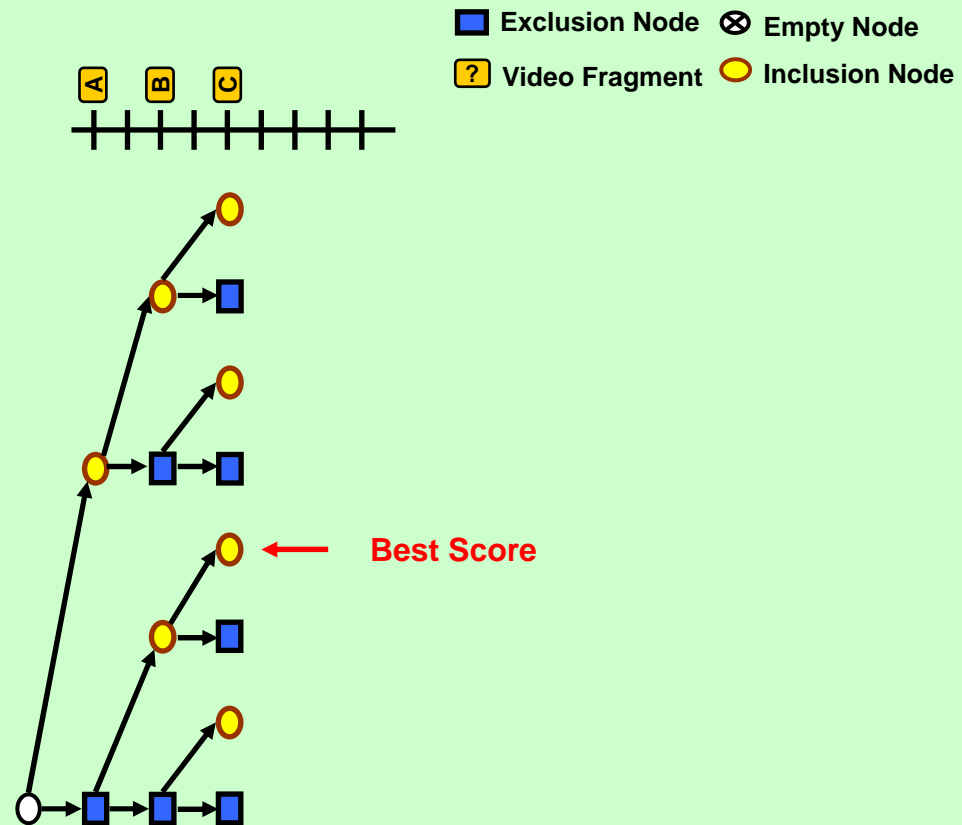 Exclusion Node
Empty Node
? Video Fragment
Inclusion Node
A B C
Best Score